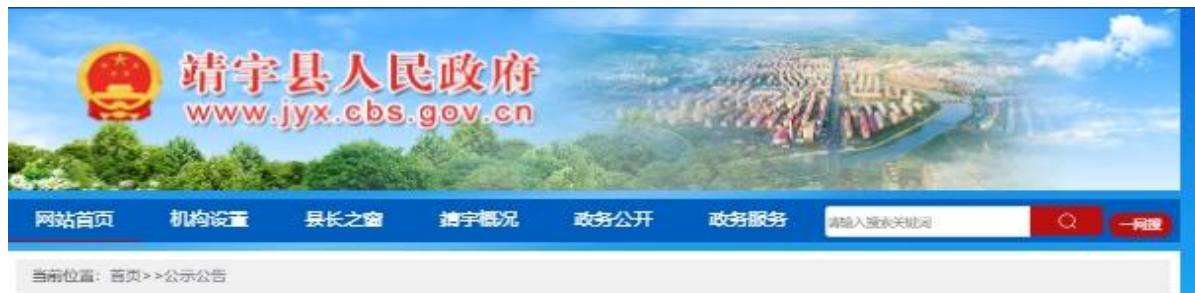 靖宇县人民政府
www.jyx.cbs.gov.cn
网站首页 机构设置 县长之窗 靖宇概况 政务公开 政务服务 请输入搜索关键词 一网搜
当前位置：首页>>公示公告